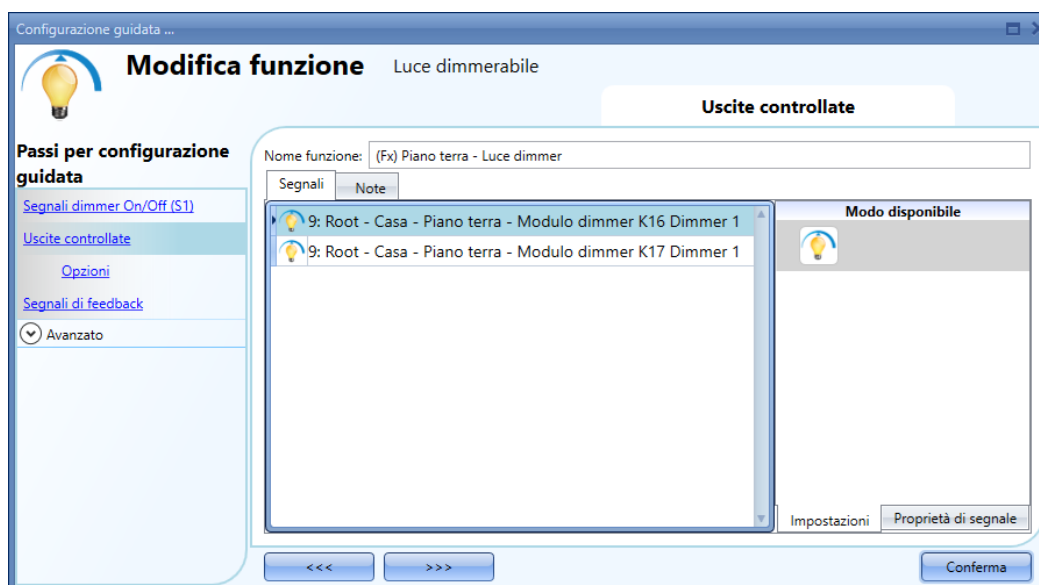 Configurazione guidata ...
Modifica funzione Luce dimmerabile
Uscite controllate
Passi per configurazione
guidata
Segnali dimmer On/Off (S1)
Uscite controllate
Opzioni
Segnali di feedback
Avanzato
Nome funzione: (Fx) Piano terra - Luce dimmer
Segnali Note
9: Root - Casa - Piano terra - Modulo dimmer K16 Dimmer 1
9: Root - Casa - Piano terra - Modulo dimmer K17 Dimmer 1
Modo disponibile
Impostazioni Proprietà di segnale
<<< >>> Conferma